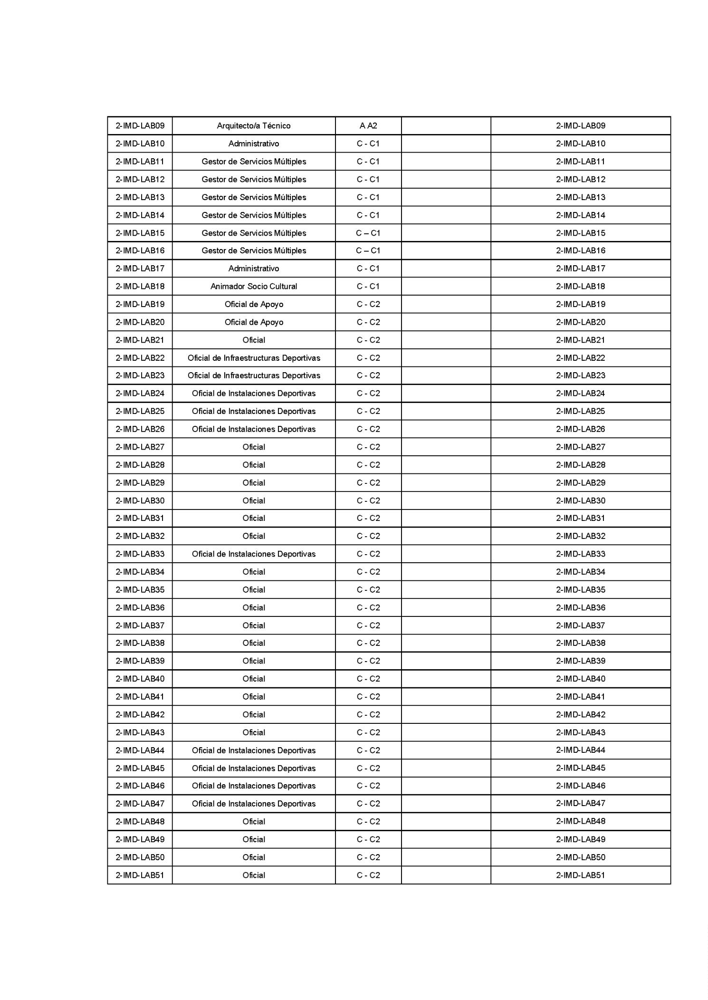 2-IMD-LAB09 Arquitecto/a Técnico A A2 2-IMD-LAB09
2-IMD-LAB10 Administrativo C - C1 2-IMD-LAB10
2-IMD-LAB11 Gestor de Servicios Múltiples C - C1 2-IMD-LAB11
2-IMD-LAB12 Gestor de Servicios Múltiples C - C1 2-IMD-LAB12
2-IMD-LAB13 Gestor de Servicios Múltiples C - C1 2-IMD-LAB13
2-IMD-LAB14 Gestor de Servicios Múltiples C - C1 2-IMD-LAB14
2-IMD-LAB15 Gestor de Servicios Múltiples C – C1 2-IMD-LAB15
2-IMD-LAB16 Gestor de Servicios Múltiples C – C1 2-IMD-LAB16
2-IMD-LAB17 Administrativo C - C1 2-IMD-LAB17
2-IMD-LAB18 Animador Socio Cultural C - C1 2-IMD-LAB18
2-IMD-LAB19 Oficial de Apoyo C - C2 2-IMD-LAB19
2-IMD-LAB20 Oficial de Apoyo C - C2 2-IMD-LAB20
2-IMD-LAB21 Oficial C - C2 2-IMD-LAB21
2-IMD-LAB22 Oficial de Infraestructuras Deportivas C - C2 2-IMD-LAB22
2-IMD-LAB23 Oficial de Infraestructuras Deportivas C - C2 2-IMD-LAB23
2-IMD-LAB24 Oficial de Instalaciones Deportivas C - C2 2-IMD-LAB24
2-IMD-LAB25 Oficial de Instalaciones Deportivas C - C2 2-IMD-LAB25
2-IMD-LAB26 Oficial de Instalaciones Deportivas C - C2 2-IMD-LAB26
2-IMD-LAB27 Oficial C - C2 2-IMD-LAB27
2-IMD-LAB28 Oficial C - C2 2-IMD-LAB28
2-IMD-LAB29 Oficial C - C2 2-IMD-LAB29
2-IMD-LAB30 Oficial C - C2 2-IMD-LAB30
2-IMD-LAB31 Oficial C - C2 2-IMD-LAB31
2-IMD-LAB32 Oficial C - C2 2-IMD-LAB32
2-IMD-LAB33 Oficial de Instalaciones Deportivas C - C2 2-IMD-LAB33
2-IMD-LAB34 Oficial C - C2 2-IMD-LAB34
2-IMD-LAB35 Oficial C - C2 2-IMD-LAB35
2-IMD-LAB36 Oficial C - C2 2-IMD-LAB36
2-IMD-LAB37 Oficial C - C2 2-IMD-LAB37
2-IMD-LAB38 Oficial C - C2 2-IMD-LAB38
2-IMD-LAB39 Oficial C - C2 2-IMD-LAB39
2-IMD-LAB40 Oficial C - C2 2-IMD-LAB40
2-IMD-LAB41 Oficial C - C2 2-IMD-LAB41
2-IMD-LAB42 Oficial C - C2 2-IMD-LAB42
2-IMD-LAB43 Oficial C - C2 2-IMD-LAB43
2-IMD-LAB44 Oficial de Instalaciones Deportivas C - C2 2-IMD-LAB44
2-IMD-LAB45 Oficial de Instalaciones Deportivas C - C2 2-IMD-LAB45
2-IMD-LAB46 Oficial de Instalaciones Deportivas C - C2 2-IMD-LAB46
2-IMD-LAB47 Oficial de Instalaciones Deportivas C - C2 2-IMD-LAB47
2-IMD-LAB48 Oficial C - C2 2-IMD-LAB48
2-IMD-LAB49 Oficial C - C2 2-IMD-LAB49
2-IMD-LAB50 Oficial C - C2 2-IMD-LAB50
2-IMD-LAB51 Oficial C - C2 2-IMD-LAB51